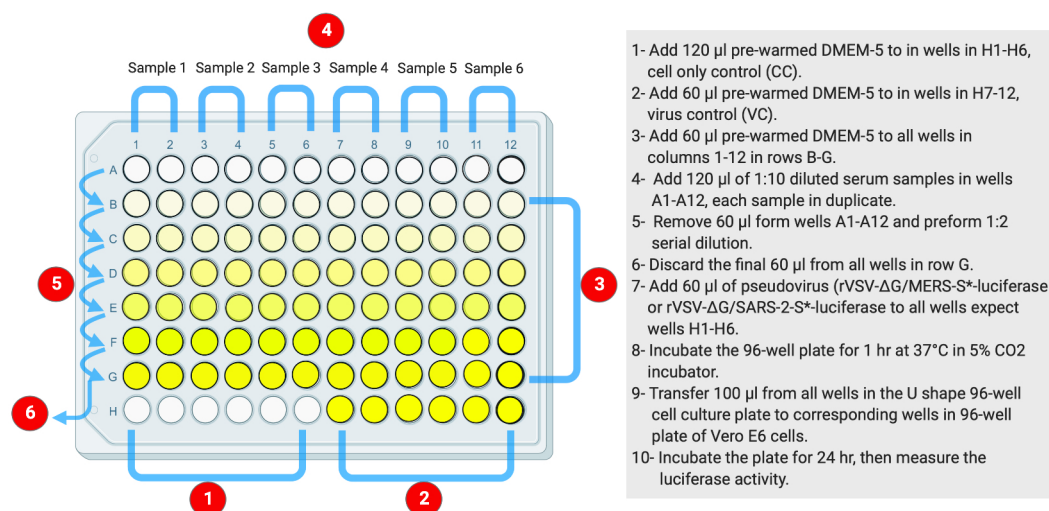 4
Sample 1 Sample 2 Sample 3 Sample 4 Sample 5 Sample 6
1 2 3 4 5 6 7 8 9 10 11 12
A
B
C
D
E
F
G
H
5
3
6
1
2
1- Add 120 µl pre-warmed DMEM-5 to in wells in H1-H6,
cell only control (CC).
2- Add 60 µl pre-warmed DMEM-5 to in wells in H7-12,
virus control (VC).
3- Add 60 µl pre-warmed DMEM-5 to all wells in
columns 1-12 in rows B-G.
4- Add 120 µl of 1:10 diluted serum samples in wells
A1-A12, each sample in duplicate.
5- Remove 60 µl form wells A1-A12 and preform 1:2
serial dilution.
6- Discard the final 60 µl from all wells in row G.
7- Add 60 µl of pseudovirus (rVSV-ΔG/MERS-S*-luciferase
or rVSV-ΔG/SARS-2-S*-luciferase to all wells expect
wells H1-H6.
8- Incubate the 96-well plate for 1 hr at 37°C in 5% CO2
incubator.
9- Transfer 100 µl from all wells in the U shape 96-well
cell culture plate to corresponding wells in 96-well
plate of Vero E6 cells.
10- Incubate the plate for 24 hr, then measure the
luciferase activity.